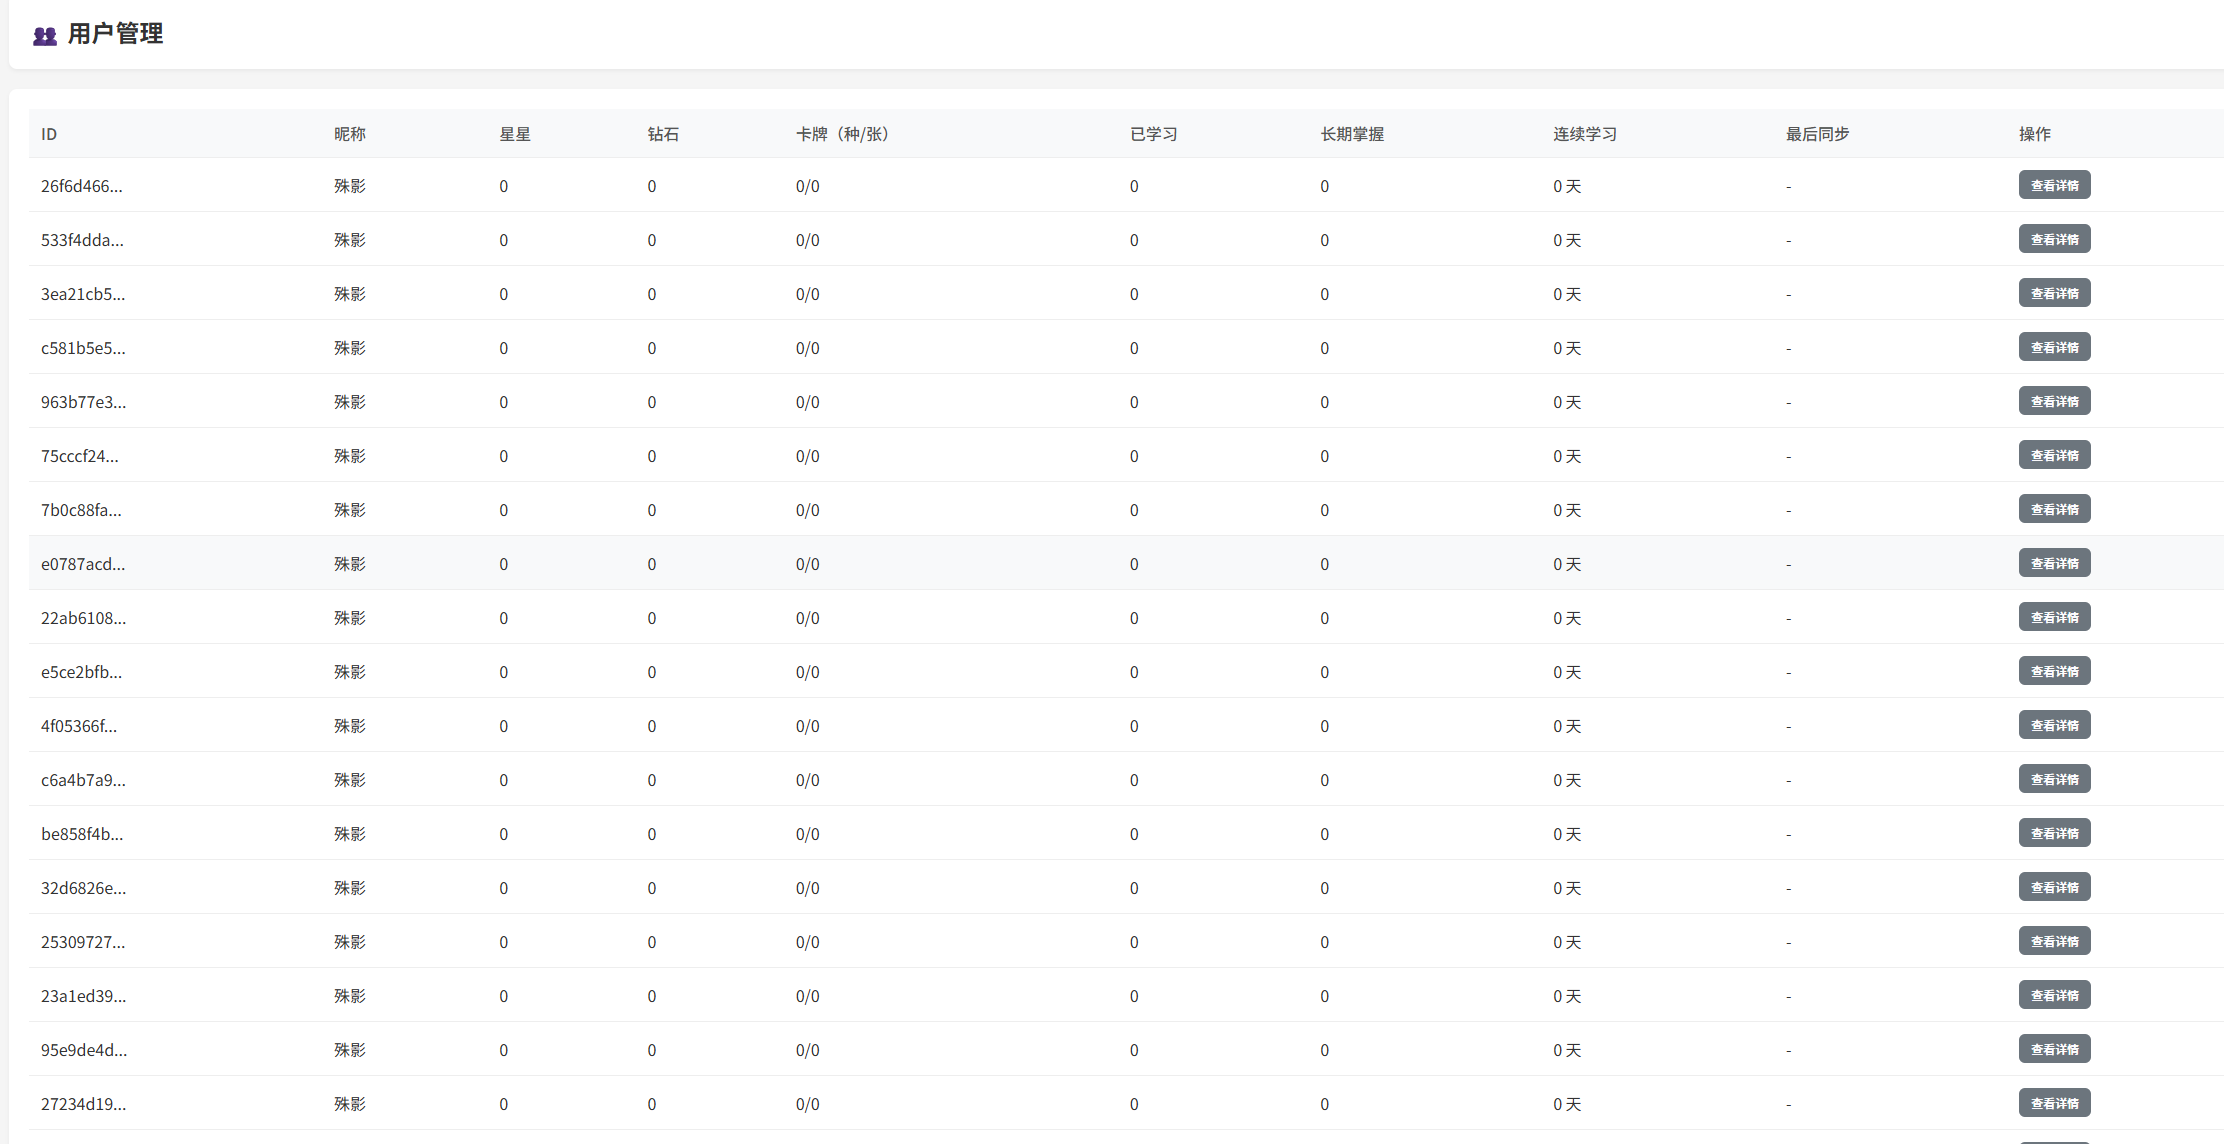 用户管理
ID 昵称 星星 钻石 卡牌（种/张） 已学习 长期掌握 连续学习 最后同步 操作
26f6d466... 殊影 0 0 0/0 0 0 0 天 - 查看详情
533f4dda... 殊影 0 0 0/0 0 0 0 天 - 查看详情
3ea21cb5... 殊影 0 0 0/0 0 0 0 天 - 查看详情
c581b5e5... 殊影 0 0 0/0 0 0 0 天 - 查看详情
963b77e3... 殊影 0 0 0/0 0 0 0 天 - 查看详情
75cccf24... 殊影 0 0 0/0 0 0 0 天 - 查看详情
7b0c88fa... 殊影 0 0 0/0 0 0 0 天 - 查看详情
e0787acd... 殊影 0 0 0/0 0 0 0 天 - 查看详情
22ab6108... 殊影 0 0 0/0 0 0 0 天 - 查看详情
e5ce2bfb... 殊影 0 0 0/0 0 0 0 天 - 查看详情
4f05366f... 殊影 0 0 0/0 0 0 0 天 - 查看详情
c6a4b7a9... 殊影 0 0 0/0 0 0 0 天 - 查看详情
be858f4b... 殊影 0 0 0/0 0 0 0 天 - 查看详情
32d6826e... 殊影 0 0 0/0 0 0 0 天 - 查看详情
25309727... 殊影 0 0 0/0 0 0 0 天 - 查看详情
23a1ed39... 殊影 0 0 0/0 0 0 0 天 - 查看详情
95e9de4d... 殊影 0 0 0/0 0 0 0 天 - 查看详情
27234d19... 殊影 0 0 0/0 0 0 0 天 - 查看详情